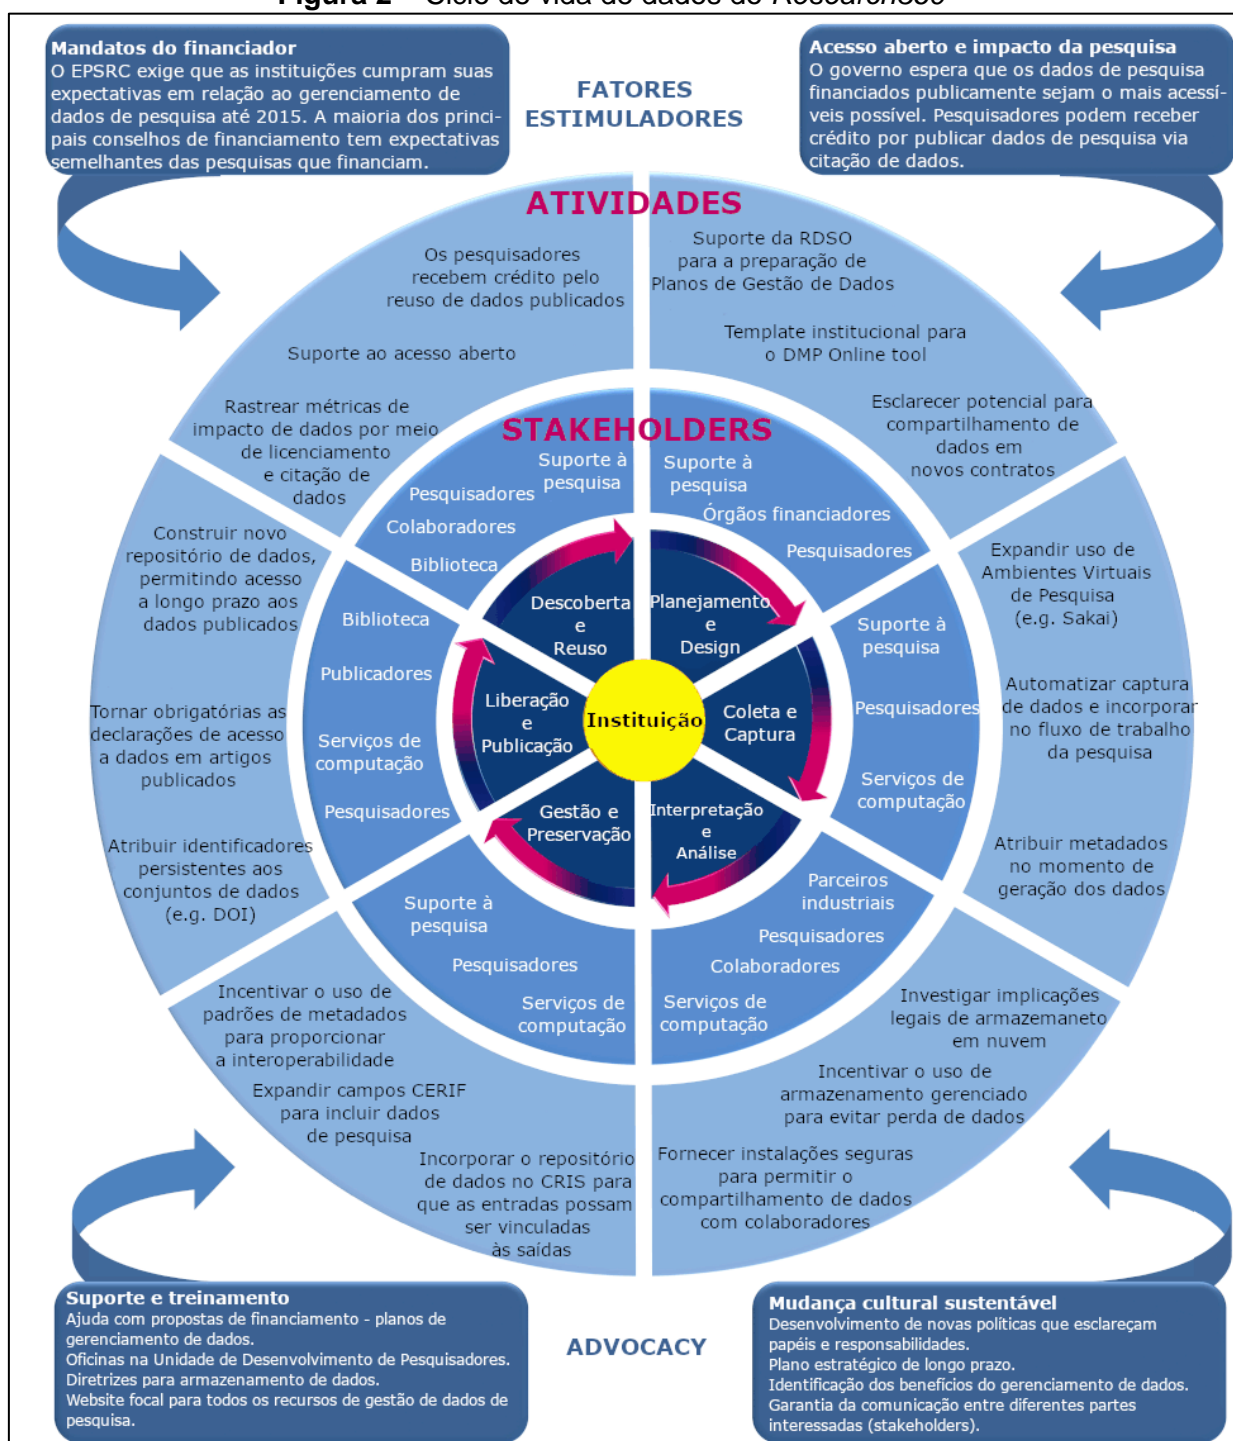 Figura 2 – Ciclo de vida de dados do Research360
Mandatos do financiador
O EPSRC exige que as instituições cumpram suas
expectativas em relação ao gerenciamento de
dados de pesquisa até 2015. A maioria dos princi-
pais conselhos de financiamento tem expectativas
semelhantes das pesquisas que financiam.
FATORES
ESTIMULADORES
Acesso aberto e impacto da pesquisa
O governo espera que os dados de pesquisa
financiados publicamente sejam o mais acessí-
veis possível. Pesquisadores podem receber
crédito por publicar dados de pesquisa via
citação de dados.
ATIVIDADES
Os pesquisadores
recebem crédito pelo
reuso de dados publicados
Suporte ao acesso aberto
Rastrear métricas de
impacto de dados por meio
de licenciamento
e citação de
dados
Suporte da RDSO
para a preparação de
Planos de Gestão de Dados
Template institucional para
o DMP Online tool
Esclarecer potencial para
compartilhamento de
dados em
novos contratos
STAKEHOLDERS
Suporte à
pesquisa
Pesquisadores
Colaboradores
Biblioteca
Suporte à
pesquisa
Órgãos financiadores
Pesquisadores
Construir novo
repositório de dados,
permitindo acesso
a longo prazo aos
dados publicados
Tornar obrigatórias as
declarações de acesso
a dados em artigos
publicados
Atribuir identificadores
persistentes aos
conjuntos de dados
(e.g. DOI)
Biblioteca
Publicadores
Serviços de
computação
Pesquisadores
Descoberta
e
Reuso
Planejamento
e
Design
Liberação
e
Publicação
Instituição
Coleta e
Captura
Gestão e
Preservação
Interpretação
e
Análise
Suporte à
pesquisa
Pesquisadores
Serviços de
computação
Expandir uso de
Ambientes Virtuais
de Pesquisa
(e.g. Sakai)
Automatizar captura
de dados e incorporar
no fluxo de trabalho
da pesquisa
Atribuir metadados
no momento de
geração dos dados
Suporte à
pesquisa
Pesquisadores
Serviços de
computação
Parceiros
industriais
Pesquisadores
Colaboradores
Serviços de
computação
Incentivar o uso de
padrões de metadados
para proporcionar
a interoperabilidade
Expandir campos CERIF
para incluir dados
de pesquisa
Incorporar o repositório
de dados no CRIS para
que as entradas possam
ser vinculadas
às saídas
Investigar implicações
legais de armazemaneto
em nuvem
Incentivar o uso de
armazenamento gerenciado
para evitar perda de dados
Fornecer instalações seguras
para permitir o
compartilhamento de dados
com colaboradores
Suporte e treinamento
Ajuda com propostas de financiamento - planos de
gerenciamento de dados.
Oficinas na Unidade de Desenvolvimento de Pesquisadores.
Diretrizes para armazenamento de dados.
Website focal para todos os recursos de gestão de dados de
pesquisa.
ADVOCACY
Mudança cultural sustentável
Desenvolvimento de novas políticas que esclareçam
papéis e responsabilidades.
Plano estratégico de longo prazo.
Identificação dos benefícios do gerenciamento de dados.
Garantia da comunicação entre diferentes partes
interessadas (stakeholders).